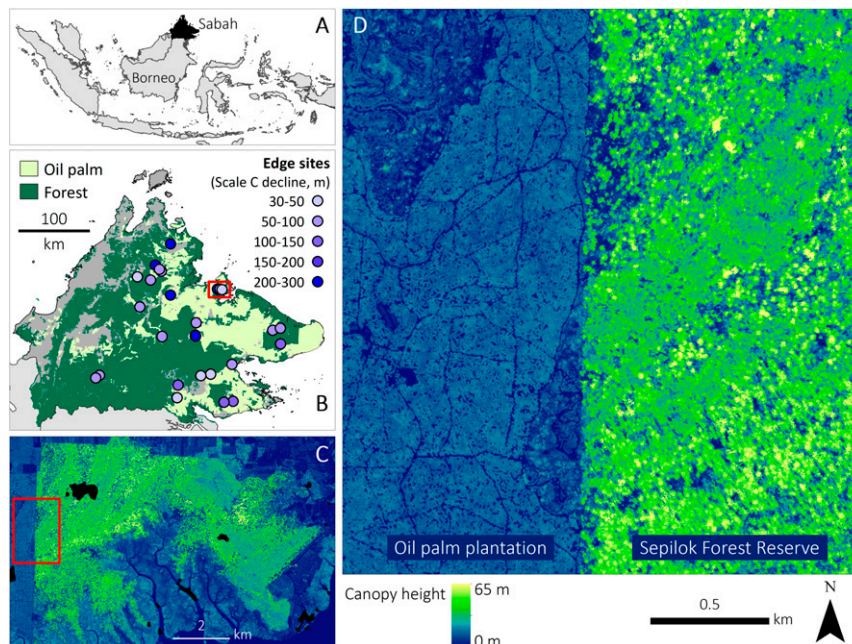 A
Sabah
Borneo
B
Oil palm
Forest
100
km
Edge sites
(Scale C decline, m)
30-50
50-100
100-150
150-200
200-300
C
2
km
D
Oil palm plantation
Sepilok Forest Reserve
Canopy height
65 m
0 m
0.5
km
N